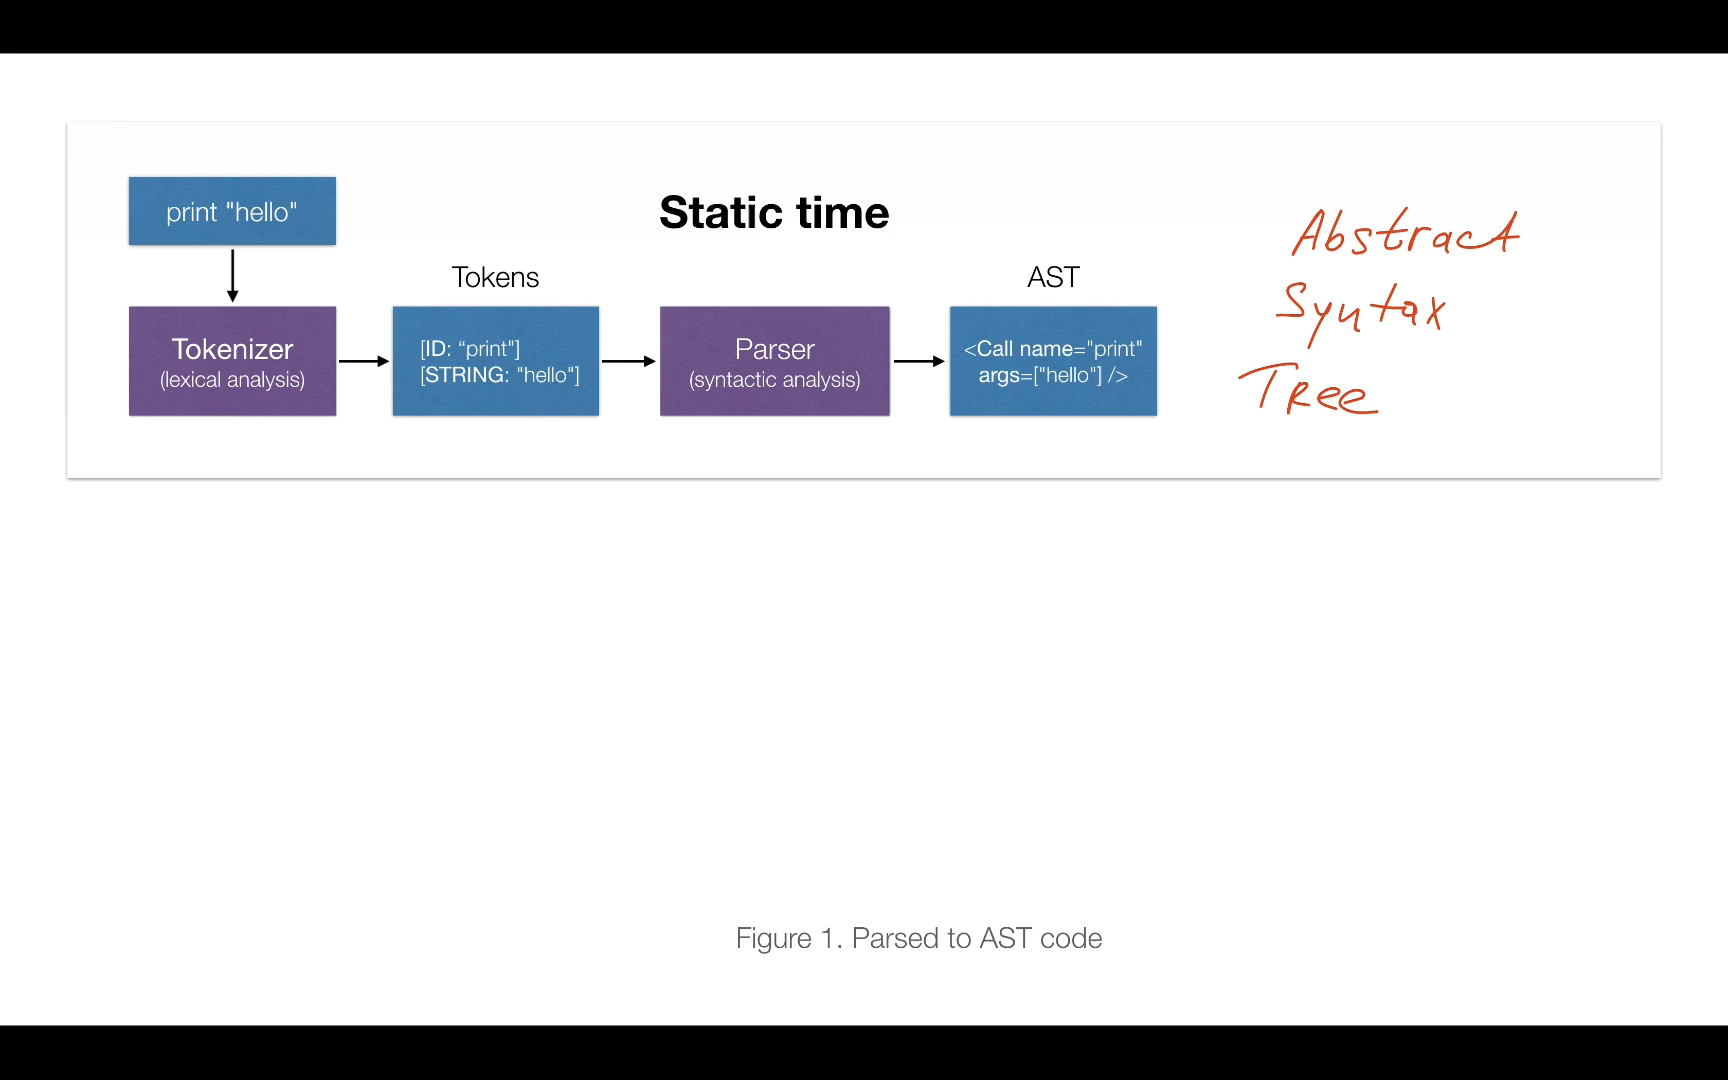 print "hello"
Static time
Tokens
AST
Tokenizer
(lexical analysis)
[ID: “print"]
[STRING: "hello"]
Parser
(syntactic analysis)
<Call name="print"
args=["hello"] />
Abstract
Syntax
Tree
Figure 1. Parsed to AST code